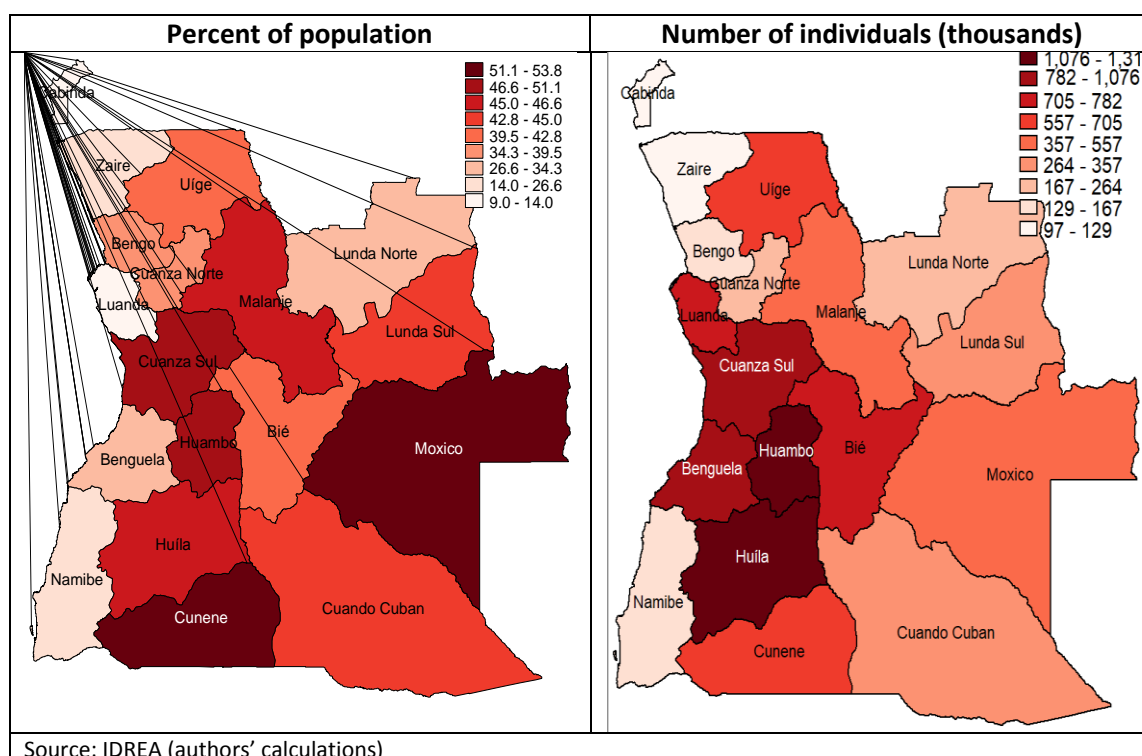 Percent of population
Number of individuals (thousands)
51.1 - 53.8
46.6 - 51.1
45.0 - 46.6
42.8 - 45.0
39.5 - 42.8
34.3 - 39.5
26.6 - 34.3
14.0 - 26.6
9.0 - 14.0
Cabinda
Zaire
Uíge
Bengo
Cuanza Norte
Lunda Norte
Luanda
Malanje
Lunda Sul
Cuanza Sul
Huambo
Bié
Benguela
Moxico
Huíla
Namibe
Cunene
Cuando Cuban
1,076 - 1,31
782 - 1,076
705 - 782
557 - 705
357 - 557
264 - 357
167 - 264
129 - 167
97 - 129
Cabinda
Zaire
Uíge
Bengo
Lunda Norte
Cuanza Norte
Luanda
Malanje
Lunda Sul
Cuanza Sul
Huambo
Bié
Benguela
Moxico
Huíla
Namibe
Cuando Cuban
Cunene
Source: IDREA (authors’ calculations)